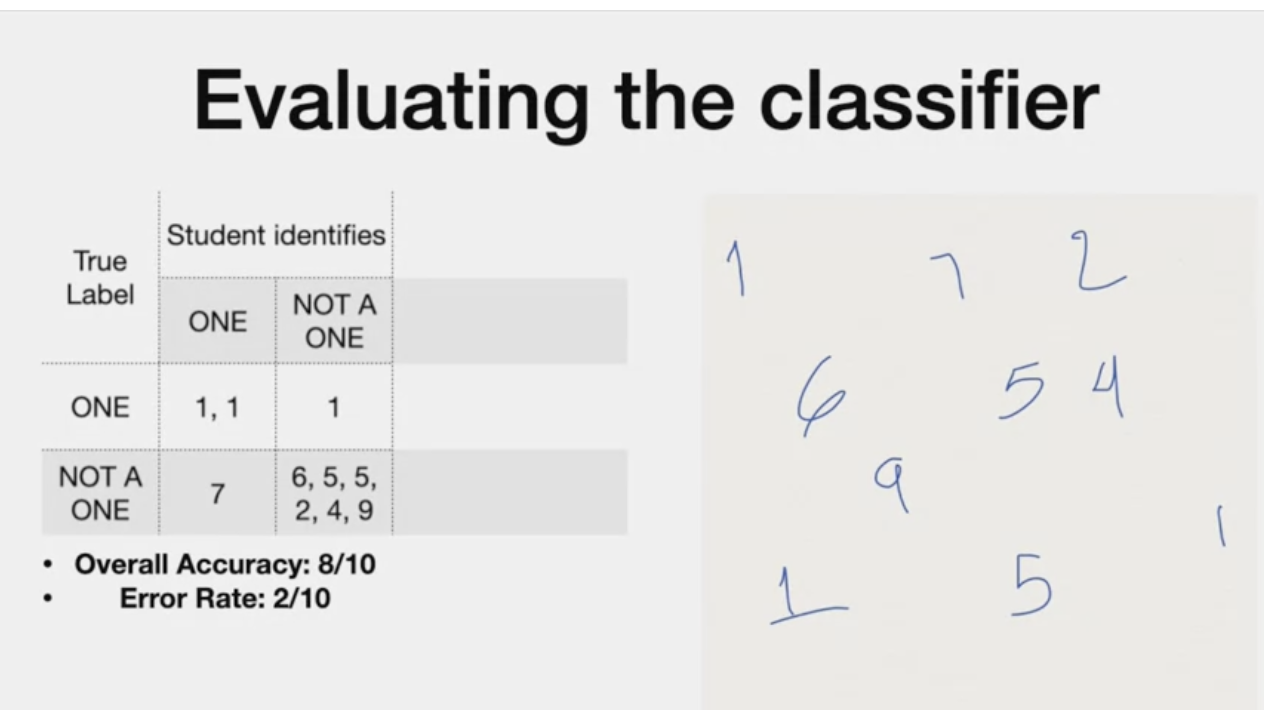 Evaluating the classifier
True
Label
Student identifies
ONE
NOT A
ONE
ONE
1, 1
1
NOT A
ONE
7
6, 5, 5,
2, 4, 9
• Overall Accuracy: 8/10
• Error Rate: 2/10
1 7 2
6 5 4
9
1
1 5